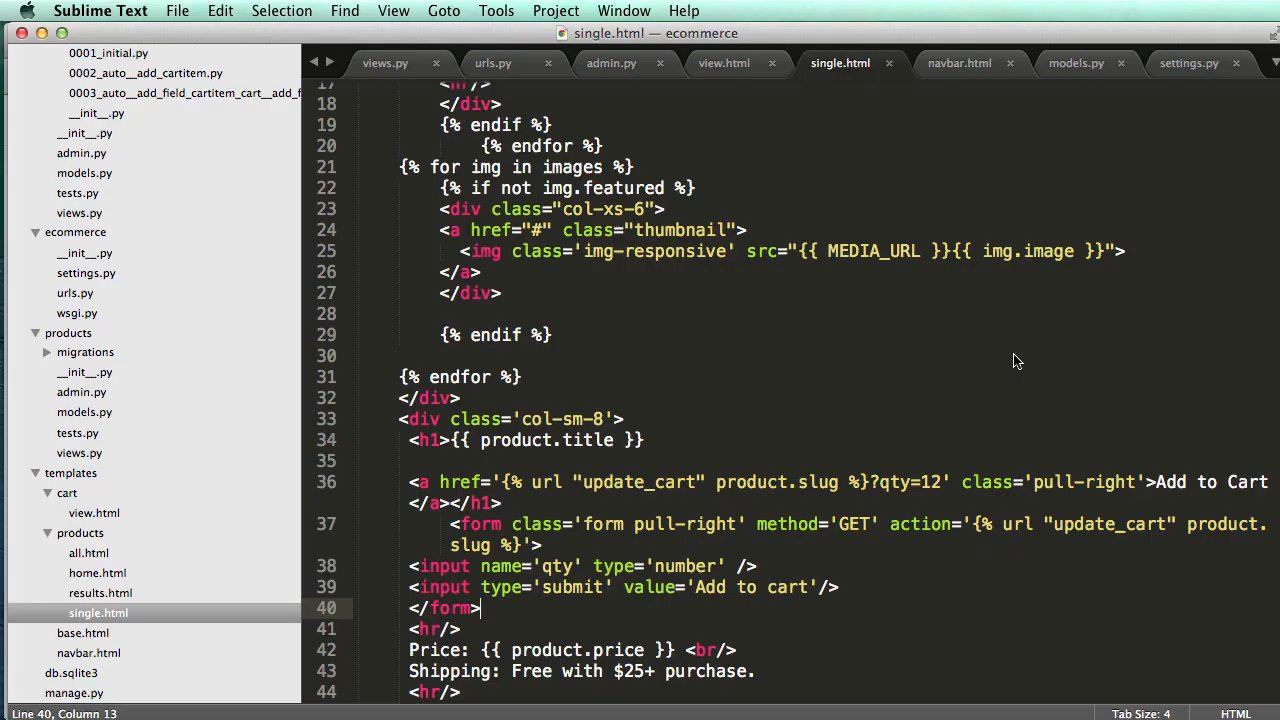 Sublime Text File Edit Selection Find View Goto Tools Project Window Help
single.html — ecommerce
views.py × urls.py × admin.py × view.html × single.html × navbar.html × models.py × settings.py ×
0001_initial.py
0002_auto__add_cartitem.py
0003_auto__add_field_cartitem_cart__add_f
__init__.py
__init__.py
admin.py
models.py
tests.py
views.py
ecommerce
__init__.py
settings.py
urls.py
wsgi.py
products
migrations
__init__.py
admin.py
models.py
tests.py
views.py
templates
cart
view.html
products
all.html
home.html
results.html
single.html
base.html
navbar.html
db.sqlite3
manage.py
17 <hr/>
18 </div>
19 {% endif %}
20 {% endfor %}
21 {% for img in images %}
22 {% if not img.featured %}
23 <div class="col-xs-6">
24 <a href="#" class="thumbnail">
25 <img class='img-responsive' src="{{ MEDIA_URL }}{{ img.image }}">
26 </a>
27 </div>
28
29 {% endif %}
30
31 {% endfor %}
32 </div>
33 <div class='col-sm-8'>
34 <h1>{{ product.title }}
35
36 <a href='{% url "update_cart" product.slug %}?qty=12' class='pull-right'>Add to Cart
</a></h1>
37 <form class='form pull-right' method='GET' action='{% url "update_cart" product.
slug %}'>
38 <input name='qty' type='number' />
39 <input type='submit' value='Add to cart'/>
40 </form>
41 <hr/>
42 Price: {{ product.price }} <br/>
43 Shipping: Free with $25+ purchase.
44 <hr/>
Line 40, Column 13 Tab Size: 4 HTML